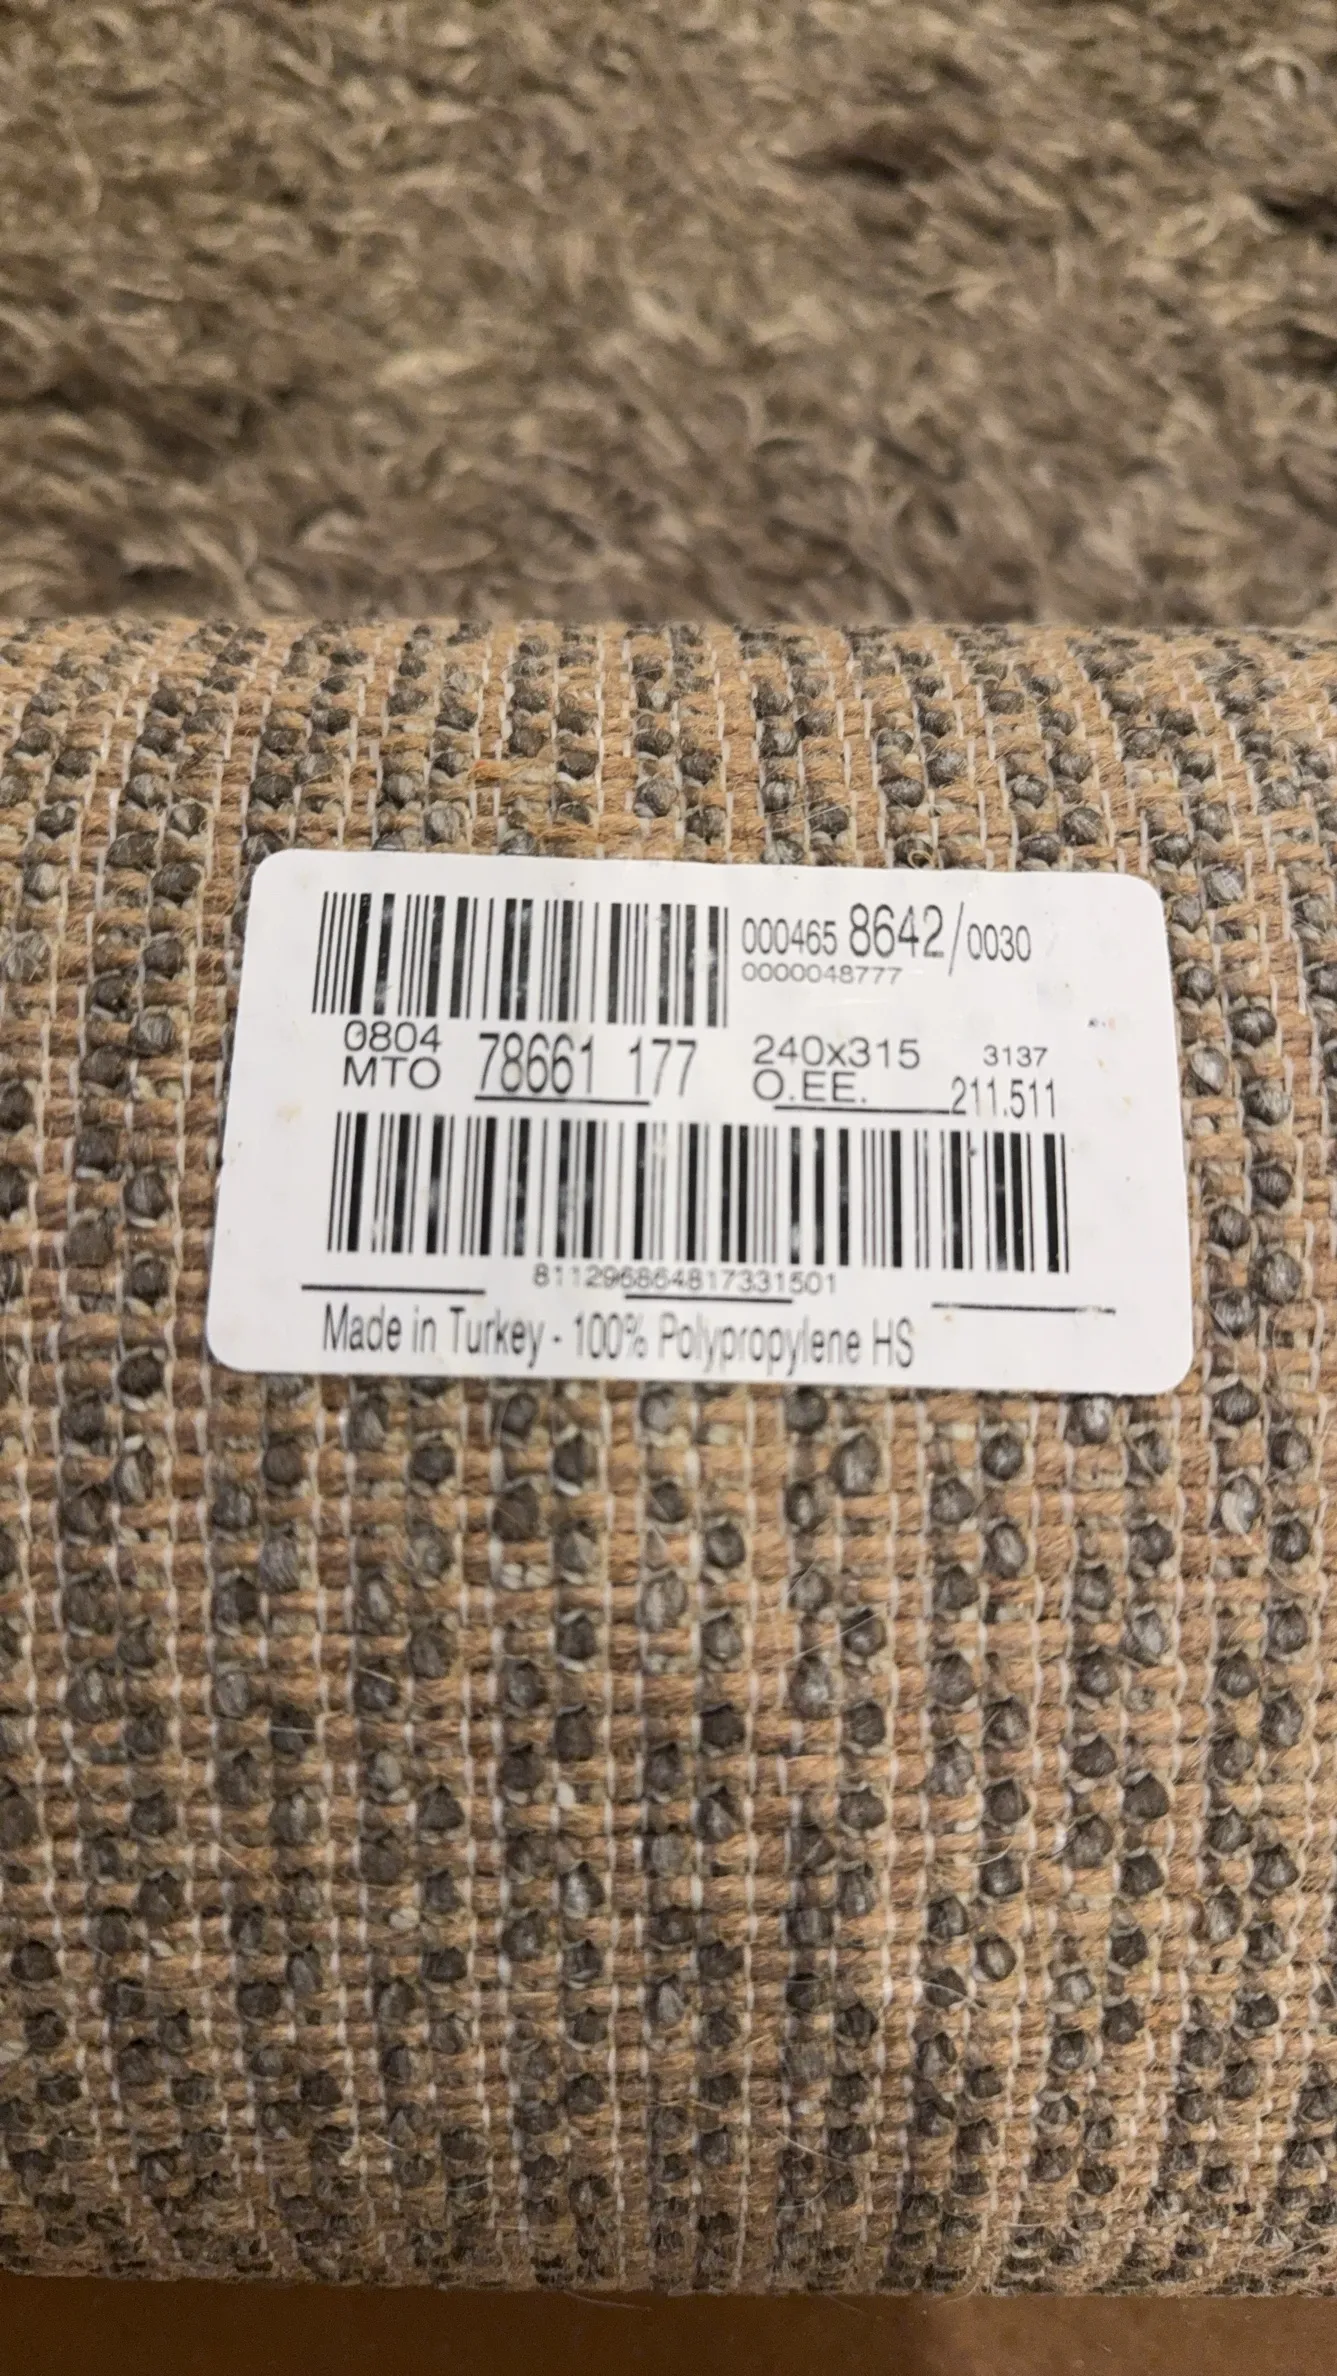 000465 8642/0030
0000048777
0804
MTO 78661 177
240x315 3137
O.EE. 211.511
811296864817331501
Made in Turkey - 100% Polypropylene HS